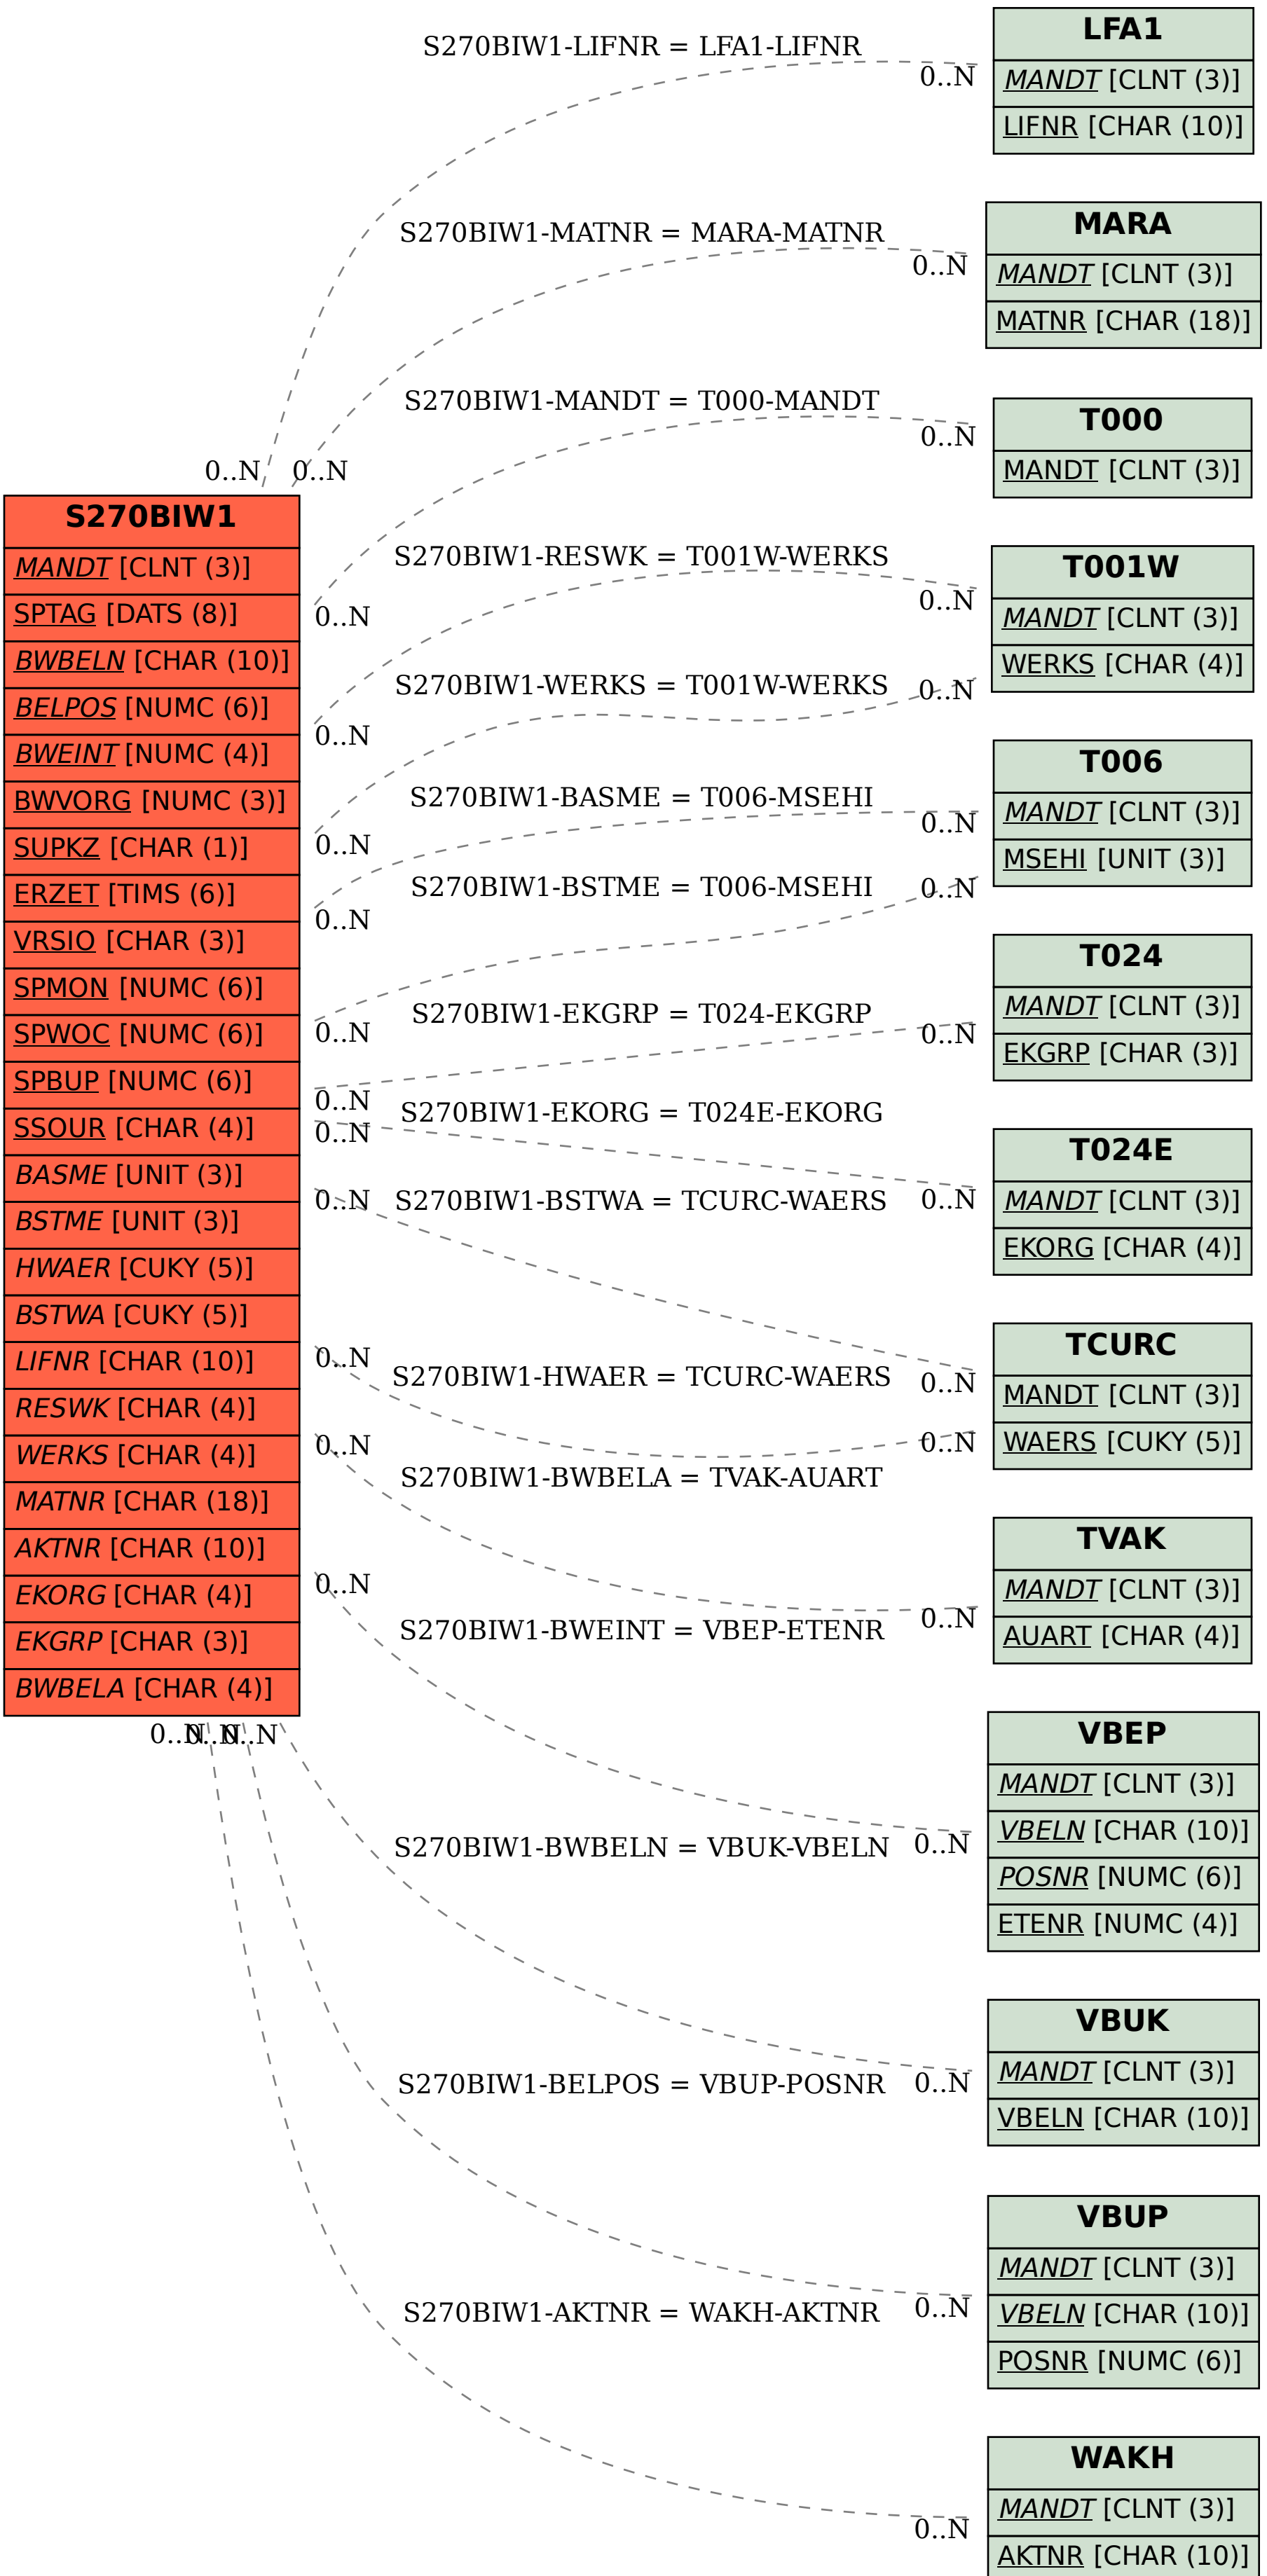 S270BIW1
MANDT [CLNT (3)]
SPTAG [DATS (8)]
BWBELN [CHAR (10)]
BELPOS [NUMC (6)]
BWEINT [NUMC (4)]
BWVORG [NUMC (3)]
SUPKZ [CHAR (1)]
ERZET [TIMS (6)]
VRSIO [CHAR (3)]
SPMON [NUMC (6)]
SPWOC [NUMC (6)]
SPBUP [NUMC (6)]
SSOUR [CHAR (4)]
BASME [UNIT (3)]
BSTME [UNIT (3)]
HWAER [CUKY (5)]
BSTWA [CUKY (5)]
LIFNR [CHAR (10)]
RESWK [CHAR (4)]
WERKS [CHAR (4)]
MATNR [CHAR (18)]
AKTNR [CHAR (10)]
EKORG [CHAR (4)]
EKGRP [CHAR (3)]
BWBELA [CHAR (4)]
S270BIW1-LIFNR = LFA1-LIFNR
0..N
0..N
S270BIW1-MATNR = MARA-MATNR
0..N
0..N
S270BIW1-MANDT = T000-MANDT
0..N
0..N
S270BIW1-RESWK = T001W-WERKS
0..N
0..N
S270BIW1-WERKS = T001W-WERKS
0..N
0..N
S270BIW1-BASME = T006-MSEHI
0..N
0..N
S270BIW1-BSTME = T006-MSEHI
0..N
0..N
S270BIW1-EKGRP = T024-EKGRP
0..N
0..N
S270BIW1-EKORG = T024E-EKORG
0..N
0..N
S270BIW1-BSTWA = TCURC-WAERS
0..N
0..N
S270BIW1-HWAER = TCURC-WAERS
0..N
0..N
S270BIW1-BWBELA = TVAK-AUART
0..N
0..N
S270BIW1-BWEINT = VBEP-ETENR
0..N
0..N
S270BIW1-BWBELN = VBUK-VBELN
0..N
0..N
S270BIW1-BELPOS = VBUP-POSNR
0..N
0..N
S270BIW1-AKTNR = WAKH-AKTNR
0..N
0..N
LFA1
MANDT [CLNT (3)]
LIFNR [CHAR (10)]
MARA
MANDT [CLNT (3)]
MATNR [CHAR (18)]
T000
MANDT [CLNT (3)]
T001W
MANDT [CLNT (3)]
WERKS [CHAR (4)]
T006
MANDT [CLNT (3)]
MSEHI [UNIT (3)]
T024
MANDT [CLNT (3)]
EKGRP [CHAR (3)]
T024E
MANDT [CLNT (3)]
EKORG [CHAR (4)]
TCURC
MANDT [CLNT (3)]
WAERS [CUKY (5)]
TVAK
MANDT [CLNT (3)]
AUART [CHAR (4)]
VBEP
MANDT [CLNT (3)]
VBELN [CHAR (10)]
POSNR [NUMC (6)]
ETENR [NUMC (4)]
VBUK
MANDT [CLNT (3)]
VBELN [CHAR (10)]
VBUP
MANDT [CLNT (3)]
VBELN [CHAR (10)]
POSNR [NUMC (6)]
WAKH
MANDT [CLNT (3)]
AKTNR [CHAR (10)]